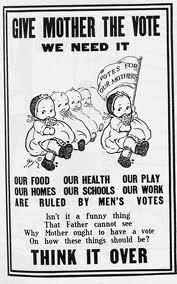 GIVE MOTHER THE VOTE
WE NEED IT
VOTES FOR
OUR MOTHERS
OUR FOOD OUR HEALTH OUR PLAY
OUR HOMES OUR SCHOOLS OUR WORK
ARE RULED BY MEN'S VOTES
Isn't it a funny thing
That Father cannot see
Why Mother ought to have a vote
On how these things should be?
THINK IT OVER